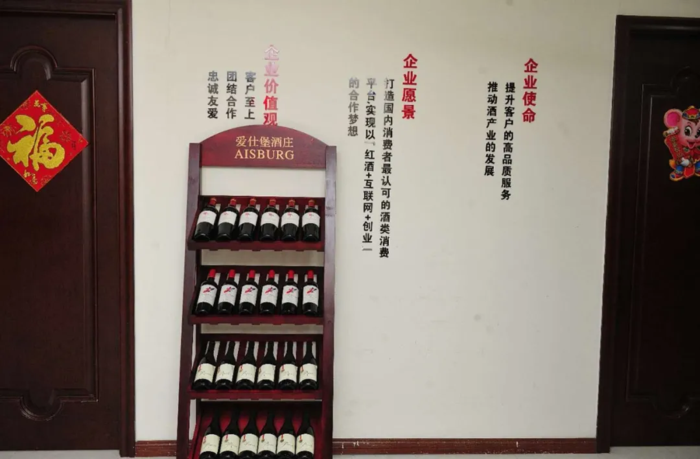 企业使命
提升客户的高品质服务
推动酒产业的发展
企业愿景
打造国内消费者最认可的酒类消费
平台,实现以"红酒+互联网+创业"
的合作梦想
企业价值观
客户至上
团结合作
忠诚友爱
爱仕堡酒庄
AISBURG
福